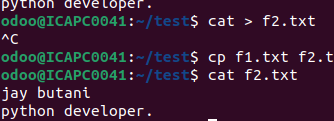 python developer.
odoo@ICAPC0041:~/test$ cat > f2.txt
^C
odoo@ICAPC0041:~/test$ cp f1.txt f2.t
odoo@ICAPC0041:~/test$ cat f2.txt
jay butani
python developer.